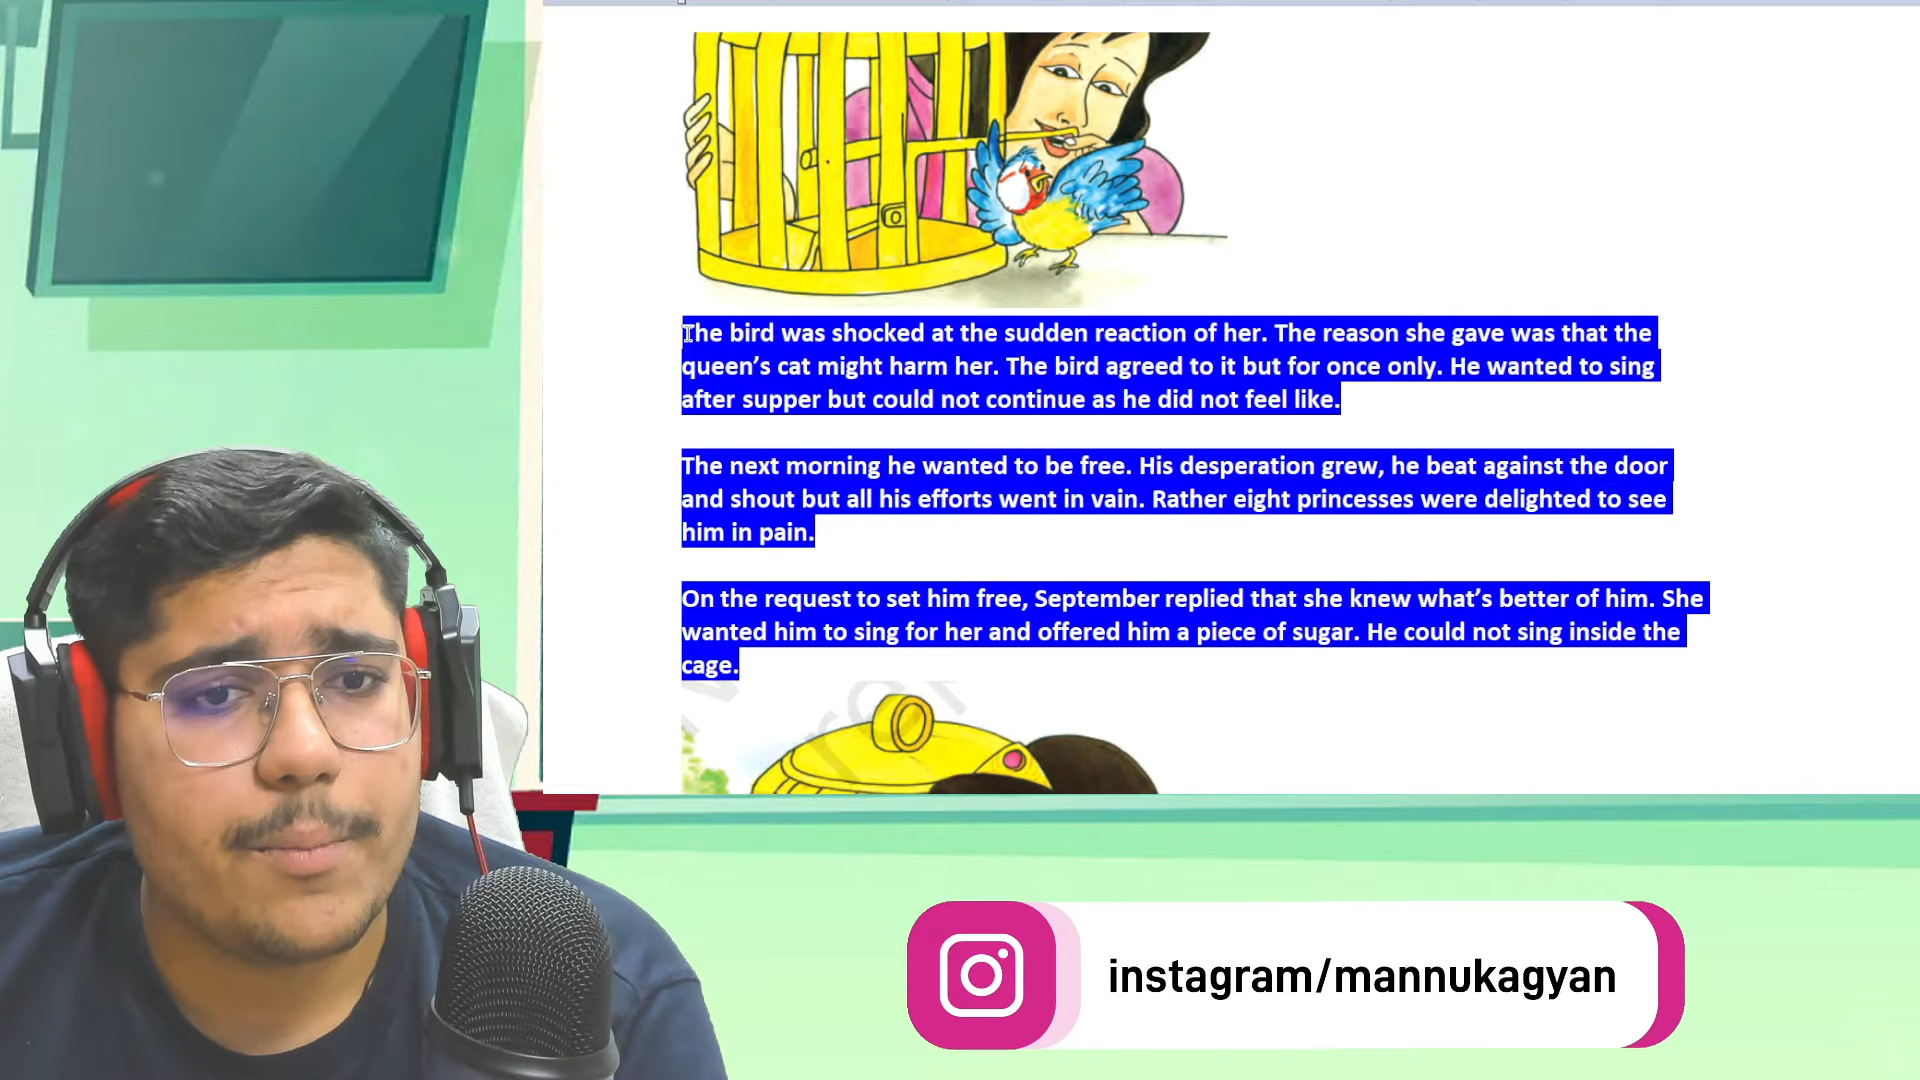 The bird was shocked at the sudden reaction of her. The reason she gave was that the
queen’s cat might harm her. The bird agreed to it but for once only. He wanted to sing
after supper but could not continue as he did not feel like.
The next morning he wanted to be free. His desperation grew, he beat against the door
and shout but all his efforts went in vain. Rather eight princesses were delighted to see
him in pain.
On the request to set him free, September replied that she knew what’s better of him. She
wanted him to sing for her and offered him a piece of sugar. He could not sing inside the
cage.
instagram/mannukagyan